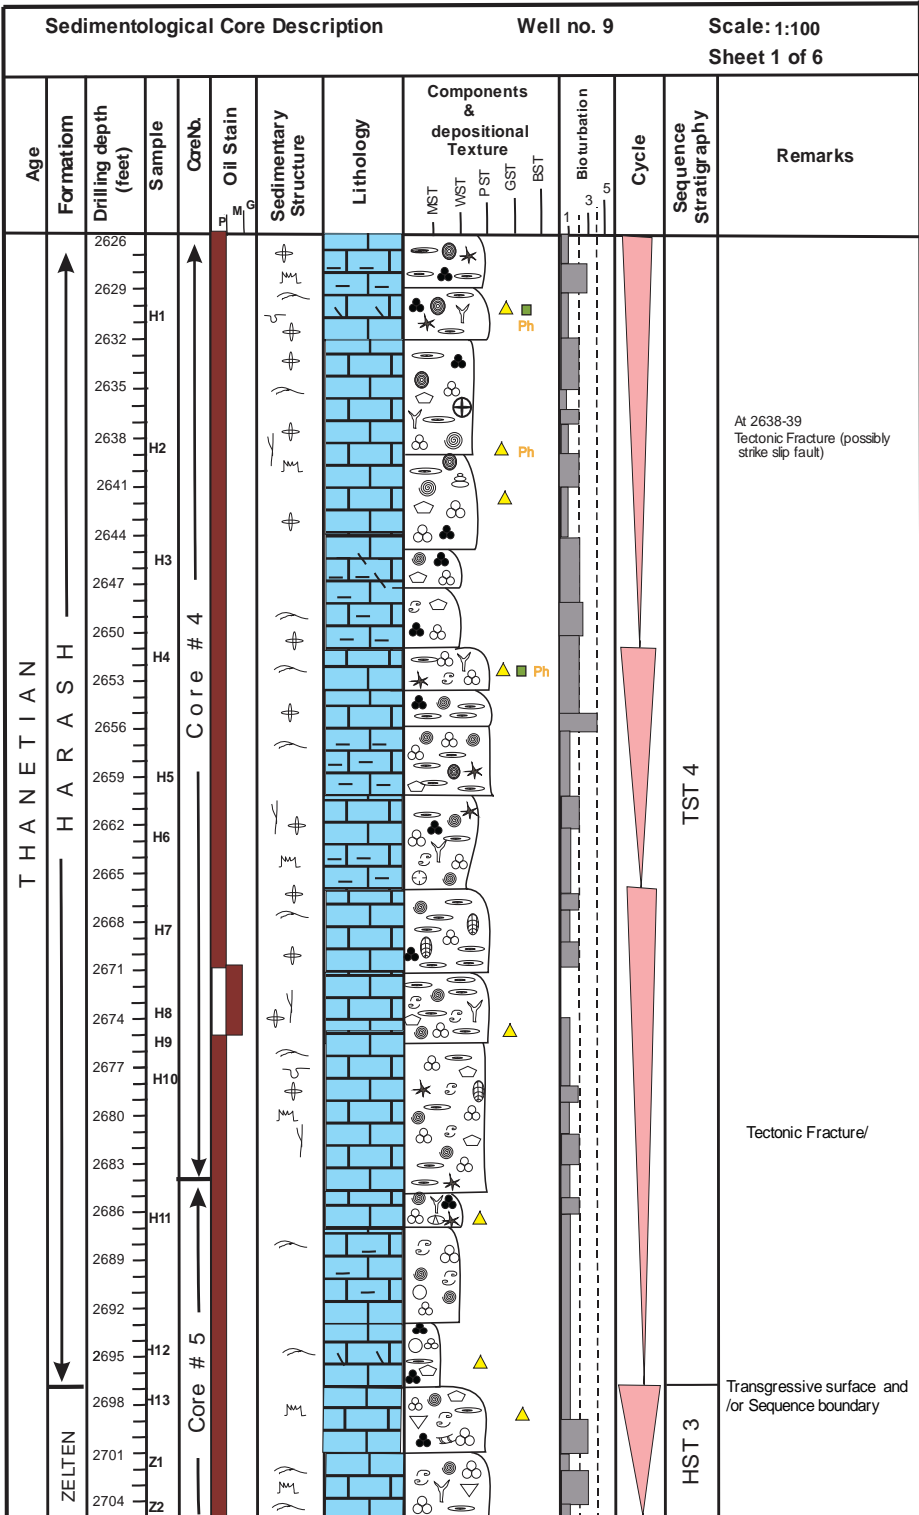 Sedimentological Core Description
Well no. 9
Scale: 1:100
Sheet 1 of 6
Age
Formatiom
Drilling depth
(feet)
Sample
Core No.
Oil Stain
P M G
Sedimentary
Structure
Lithology
Components
&
depositional
Texture
MST
WST
PST
GST
BST
Bioturbation
1 3 5
Cycle
Sequence
Stratigraphy
Remarks
THANETIAN
HARASH
ZELTEN
2626
2629
2632
2635
2638
2641
2644
2647
2650
2653
2656
2659
2662
2665
2668
2671
2674
2677
2680
2683
2686
2689
2692
2695
2698
2701
2704
H1
H2
H3
H4
H5
H6
H7
H8
H9
H10
H11
H12
H13
Z1
Z2
Core # 4
Core # 5
Ph
Ph
Ph
TST 4
HST 3
At 2638-39
Tectonic Fracture (possibly
strike slip fault)
Tectonic Fracture/
Transgressive surface and
/or Sequence boundary